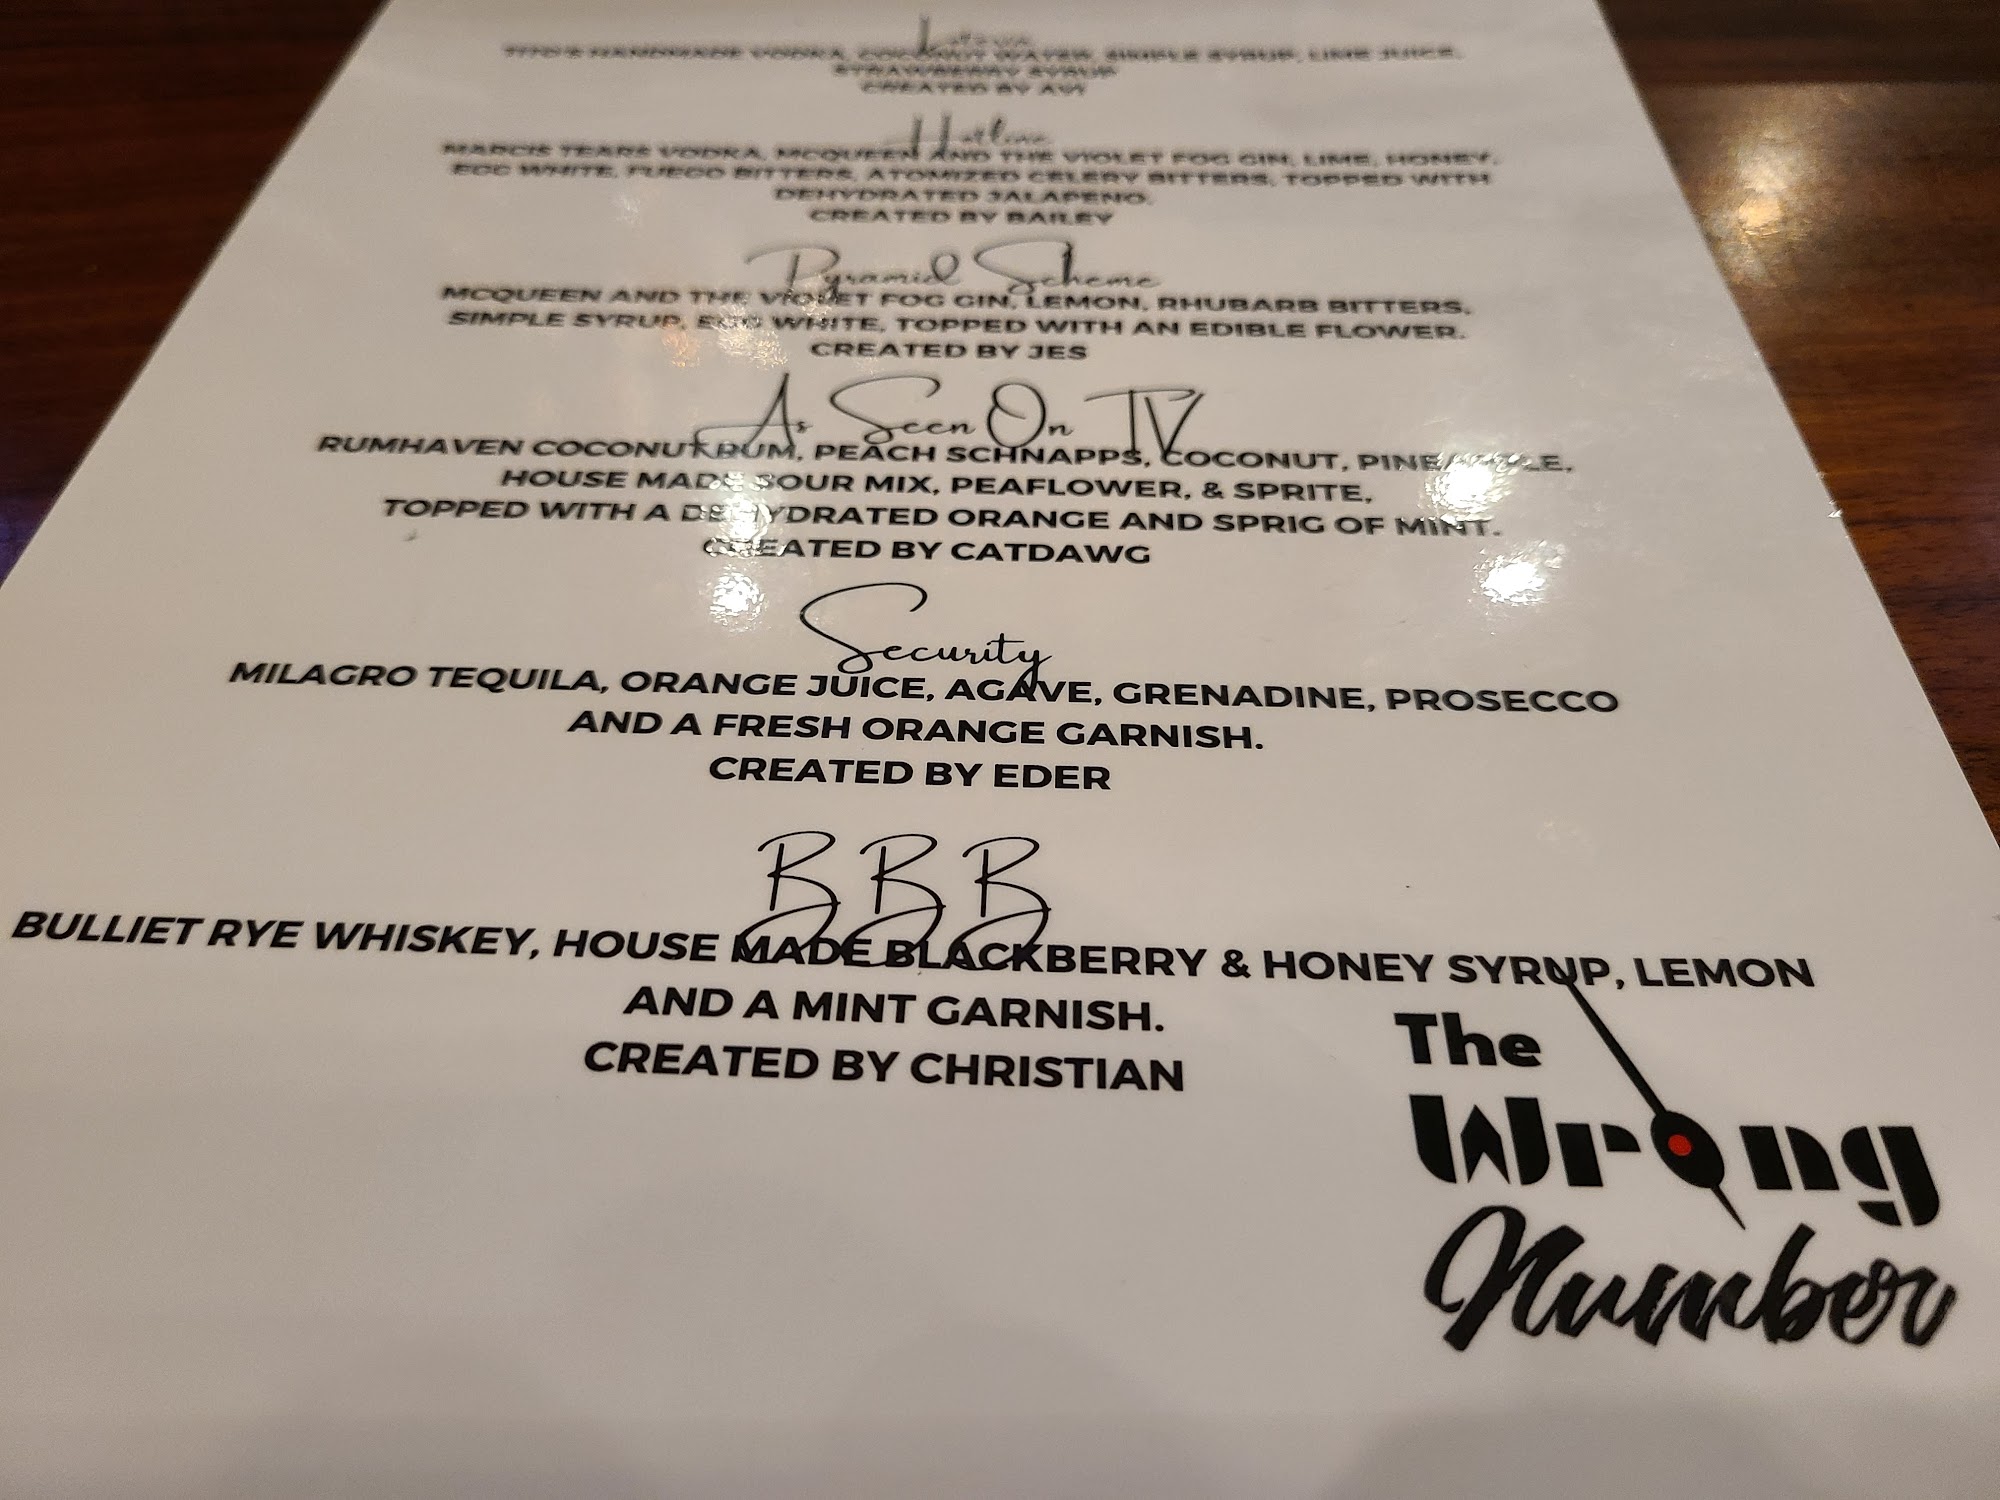 TITO'S HANDMADE VODKA, COCONUT WATER, SIMPLE SYRUP, LIME JUICE,
STRAWBERRY SYRUP
CREATED BY AVI
Hotline
MARCIS TEARS VODKA, MCQUEEN AND THE VIOLET FOG GIN, LIME, HONEY,
EGG WHITE, FUEGO BITTERS, ATOMIZED CELERY BITTERS, TOPPED WITH
DEHYDRATED JALAPENO.
CREATED BY BAILEY
Pyramid Scheme
MCQUEEN AND THE VIOLET FOG GIN, LEMON, RHUBARB BITTERS,
SIMPLE SYRUP, EGG WHITE, TOPPED WITH AN EDIBLE FLOWER.
CREATED BY JES
As Seen On TV
RUMHAVEN COCONUT RUM, PEACH SCHNAPPS, COCONUT, PINEAPPLE,
HOUSE MADE SOUR MIX, PEAFLOWER, & SPRITE,
TOPPED WITH A DEHYDRATED ORANGE AND SPRIG OF MINT.
CREATED BY CATDAWG
Security
MILAGRO TEQUILA, ORANGE JUICE, AGAVE, GRENADINE, PROSECCO
AND A FRESH ORANGE GARNISH.
CREATED BY EDER
BBB
BULLIET RYE WHISKEY, HOUSE MADE BLACKBERRY & HONEY SYRUP, LEMON
AND A MINT GARNISH.
CREATED BY CHRISTIAN
The
Wrong
Number